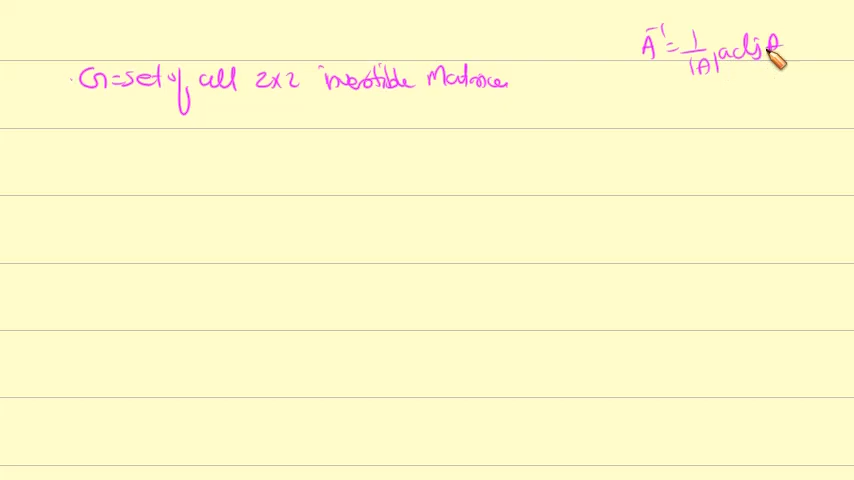 A⁻¹ = 1/|A| adj A
G = set of all 2x2 invertible Matrices